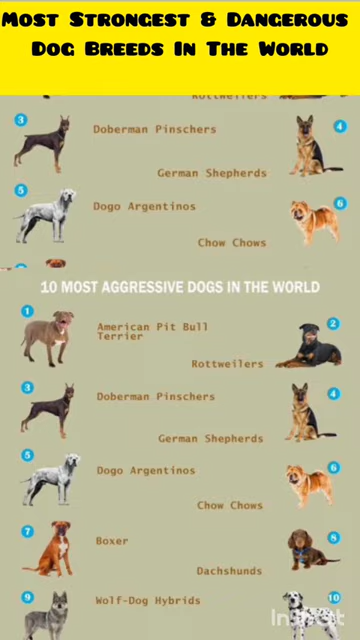 Most Strongest & Dangerous
Dog Breeds In The World
Rottweilers
3
Doberman Pinschers
4
German Shepherds
5
Dogo Argentinos
6
Chow Chows
10 MOST AGGRESSIVE DOGS IN THE WORLD
1
American Pit Bull
Terrier
2
Rottweilers
3
Doberman Pinschers
4
German Shepherds
5
Dogo Argentinos
6
Chow Chows
7
Boxer
8
Dachshunds
9
Wolf-Dog Hybrids
10
InShot